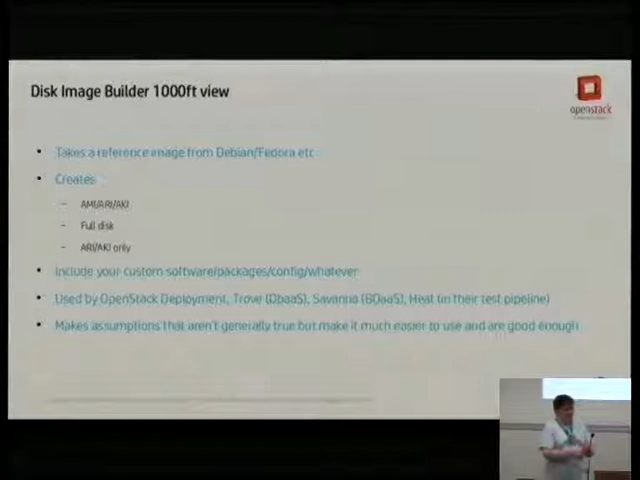 Disk Image Builder 1000ft view
openstack
• Takes a reference image from Debian/Fedora etc
• Creates
– AMI/ARI/AKI
– Full disk
– ARI/AKI only
• Include your custom software/packages/config/whatever
• Used by OpenStack Deployment, Trove (DbaaS), Savanna (BDaaS), Heat (in their test pipeline)
• Makes assumptions that aren't generally true but make it much easier to use and are good enough